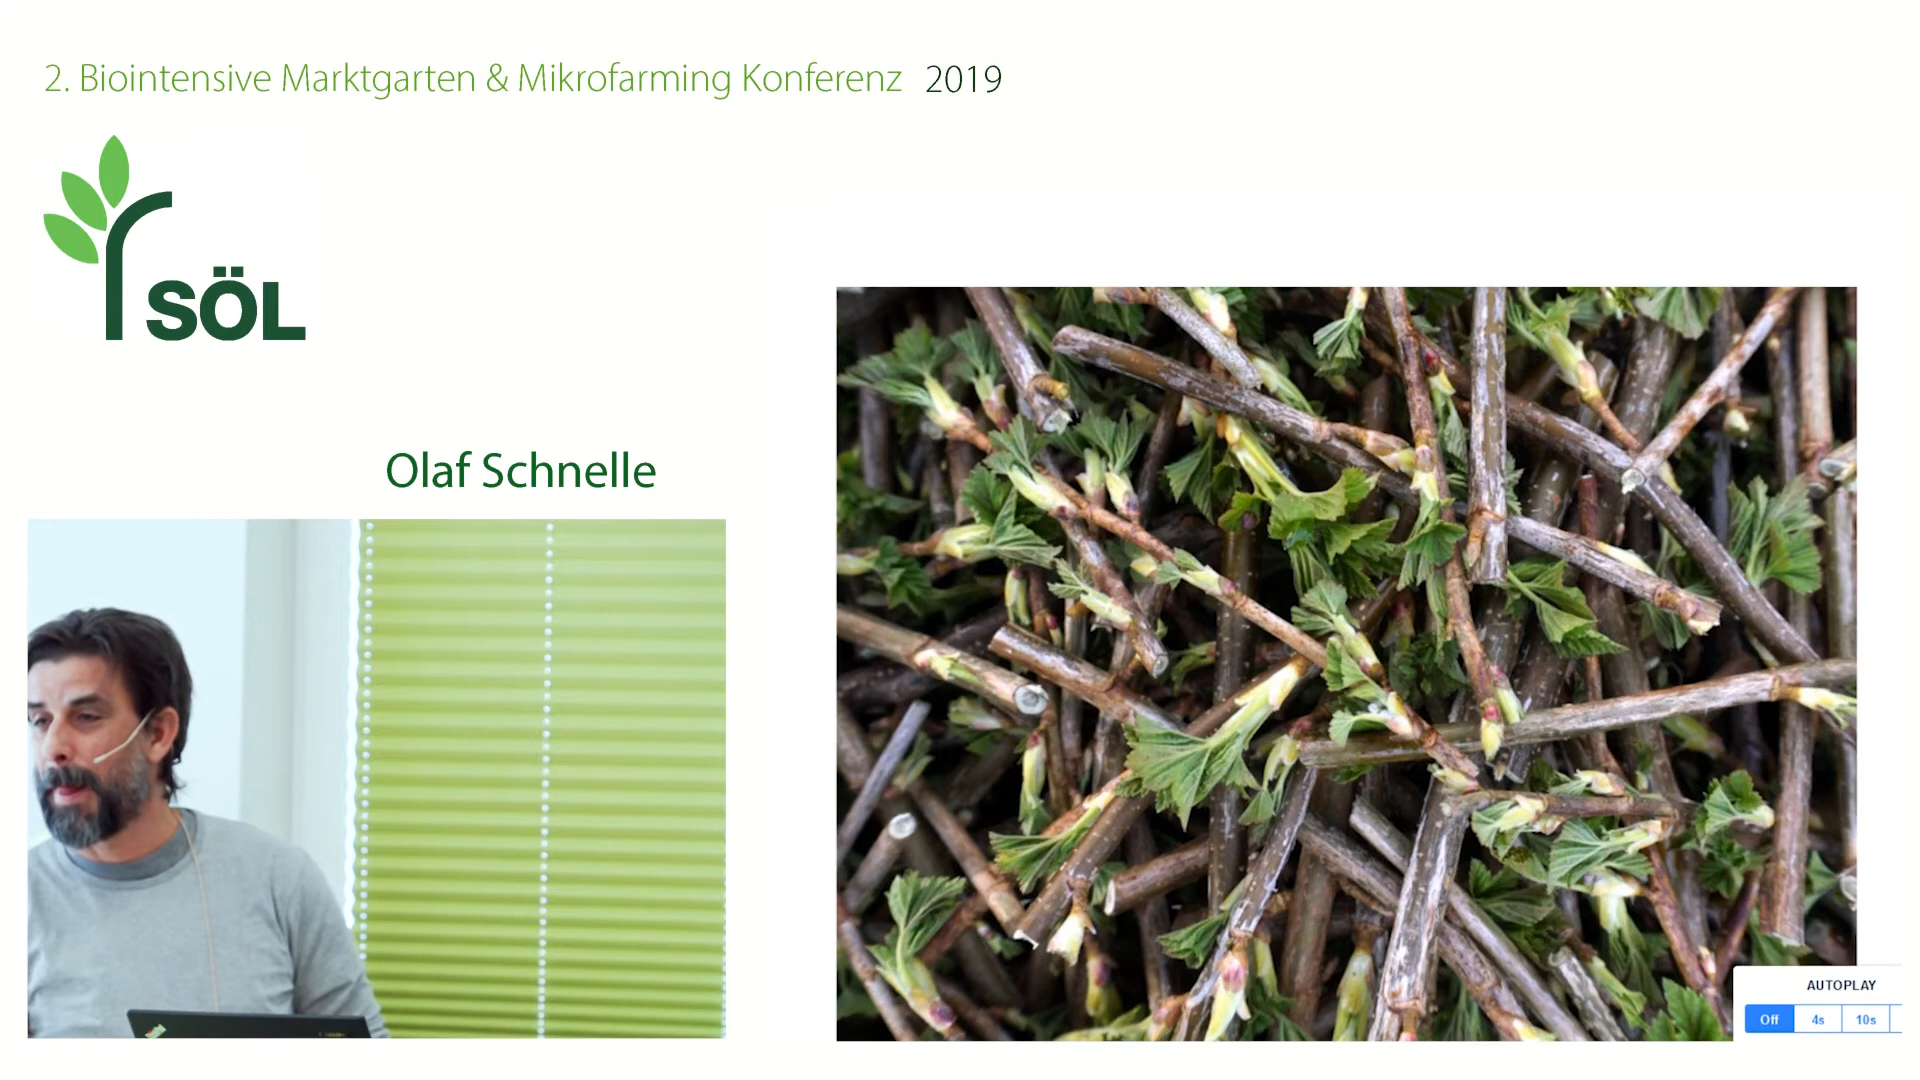 2. Biointensive Marktgarten & Mikrofarming Konferenz 2019
SÖL
Olaf Schnelle
AUTOPLAY
Off 4s 10s